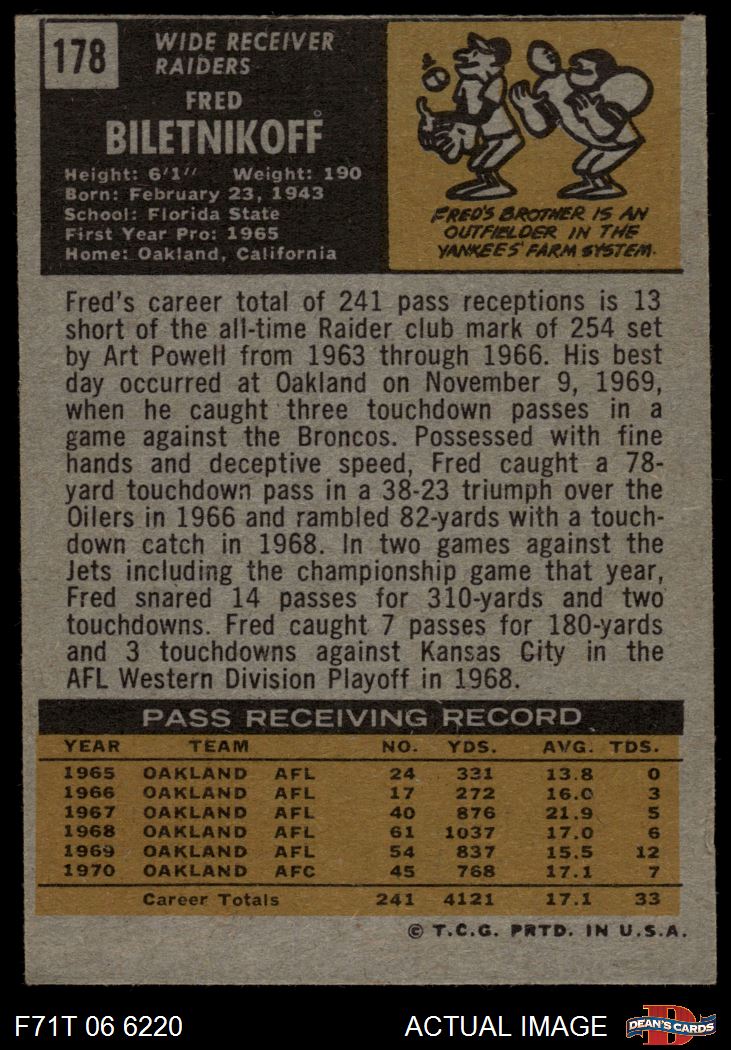 178
WIDE RECEIVER
RAIDERS
FRED
BILETNIKOFF
Height: 6'1" Weight: 190
Born: February 23, 1943
School: Florida State
First Year Pro: 1965
Home: Oakland, California
FRED'S BROTHER IS AN
OUTFIELDER IN THE
YANKEES' FARM SYSTEM.
Fred's career total of 241 pass receptions is 13
short of the all-time Raider club mark of 254 set
by Art Powell from 1963 through 1966. His best
day occurred at Oakland on November 9, 1969,
when he caught three touchdown passes in a
game against the Broncos. Possessed with fine
hands and deceptive speed, Fred caught a 78-
yard touchdown pass in a 38-23 triumph over the
Oilers in 1966 and rambled 82-yards with a touch-
down catch in 1968. In two games against the
Jets including the championship game that year,
Fred snared 14 passes for 310-yards and two
touchdowns. Fred caught 7 passes for 180-yards
and 3 touchdowns against Kansas City in the
AFL Western Division Playoff in 1968.
PASS RECEIVING RECORD
YEAR TEAM NO. YDS. AVG. TDS.
1965 OAKLAND AFL 24 331 13.8 0
1966 OAKLAND AFL 17 272 16.0 3
1967 OAKLAND AFL 40 876 21.9 5
1968 OAKLAND AFL 61 1037 17.0 6
1969 OAKLAND AFL 54 837 15.5 12
1970 OAKLAND AFC 45 768 17.1 7
Career Totals 241 4121 17.1 33
© T.C.G. PRTD. IN U.S.A.
F71T 06 6220 ACTUAL IMAGE
D
DEAN'S CARDS